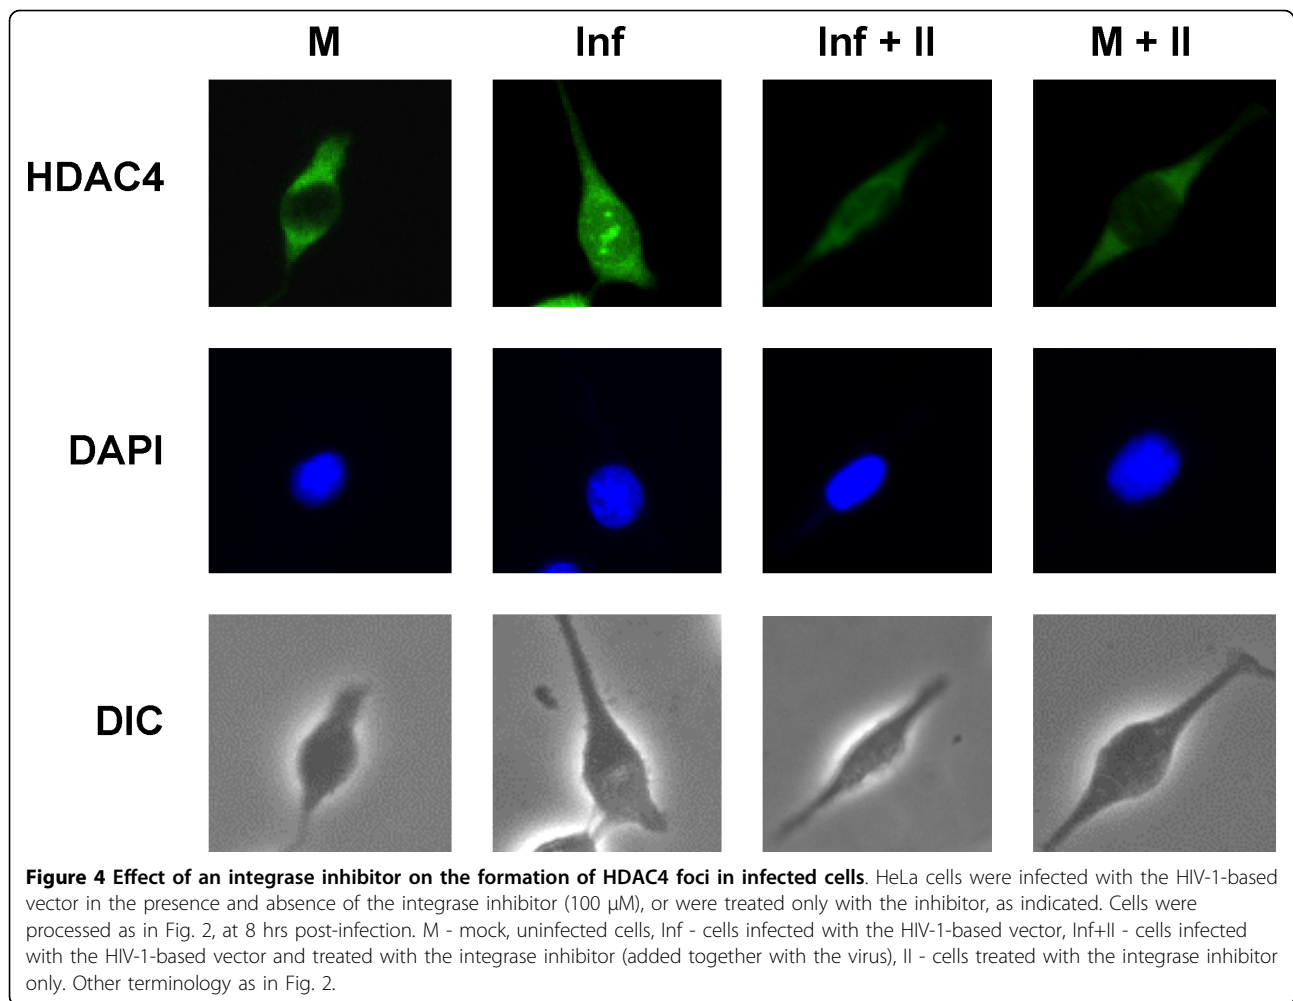 M Inf Inf + II M + II
HDAC4
DAPI
DIC
Figure 4 Effect of an integrase inhibitor on the formation of HDAC4 foci in infected cells. HeLa cells were infected with the HIV-1-based
vector in the presence and absence of the integrase inhibitor (100 μM), or were treated only with the inhibitor, as indicated. Cells were
processed as in Fig. 2, at 8 hrs post-infection. M - mock, uninfected cells, Inf - cells infected with the HIV-1-based vector, Inf+II - cells infected
with the HIV-1-based vector and treated with the integrase inhibitor (added together with the virus), II - cells treated with the integrase inhibitor
only. Other terminology as in Fig. 2.